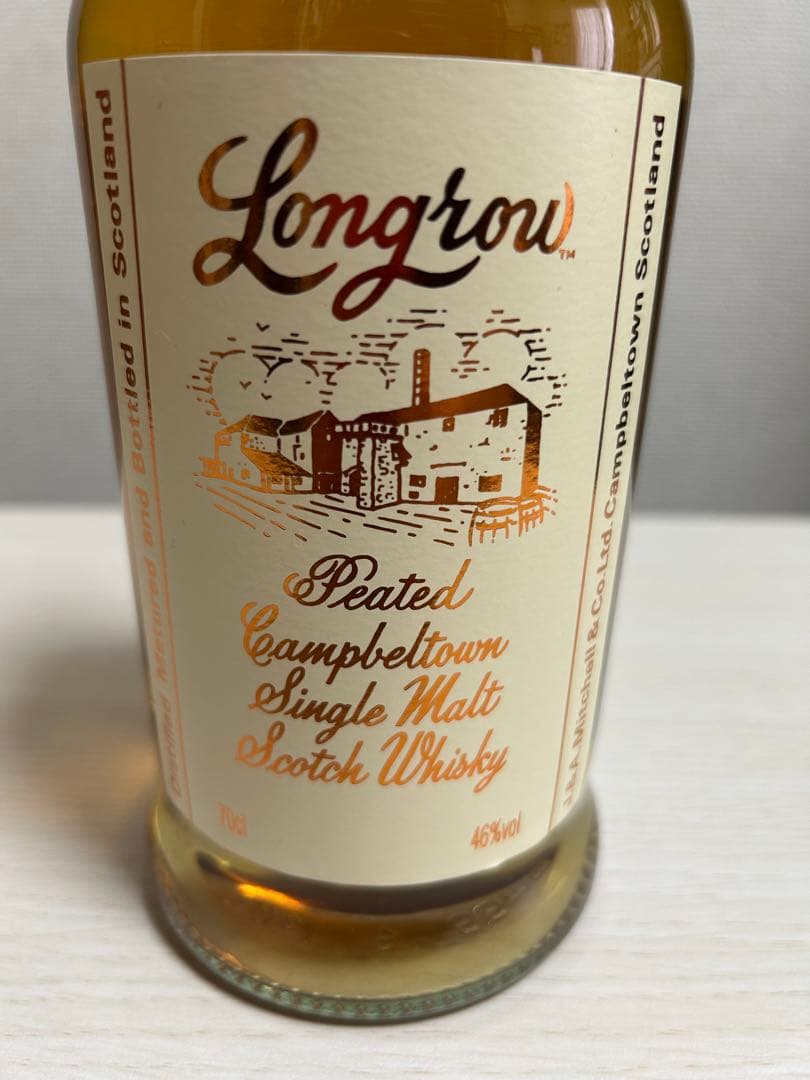 Longrow™
Peated
Campbeltown
Single Malt
Scotch Whisky
70cl
46%vol
Distilled Matured and Bottled in Scotland
J.&A.Mitchell & Co.Ltd. Campbeltown Scotland